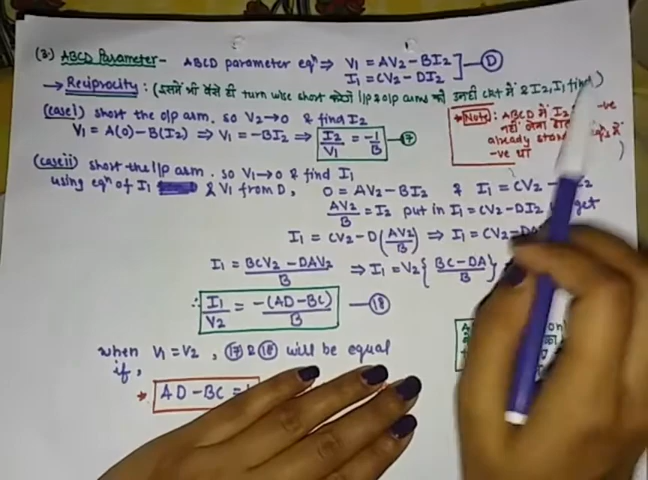 (3.) ABCD Parameter- ABCD parameter eqⁿ ⇒ V1 = AV2 - BI2
I1 = CV2 - DI2 ] - D
→ Reciprocity: (इसमें भी वैसे ही turn wise short करेंगे I/p & o/p arms को उनही ckt में & I2, I1 find)
(case i) short the o/p arm. so V2→0 & find I2
V1 = A(0) - B(I2) ⇒ V1 = -BI2 ⇒ I2/V1 = -1/B - 17
* Note: ABCD में I2 -ve
नहीं लेना
already stand में
-ve था
(case ii) short the I/p arm. so V1→0 & find I1
using eqⁿ of I1 & V1 from D, 0 = AV2 - BI2 & I1 = CV2 -
AV2/B = I2 put in I1 = CV2 - DI2 get
I1 = CV2 - D(AV2/B) ⇒ I1 = CV2 -
I1 = BCV2 - DAV2/B ⇒ I1 = V2 { BC - DA/B }
∴ I1/V2 = -(AD - BC)/B - 18
when V1 = V2, 17 & 18 will be equal
if,
* AD - BC =